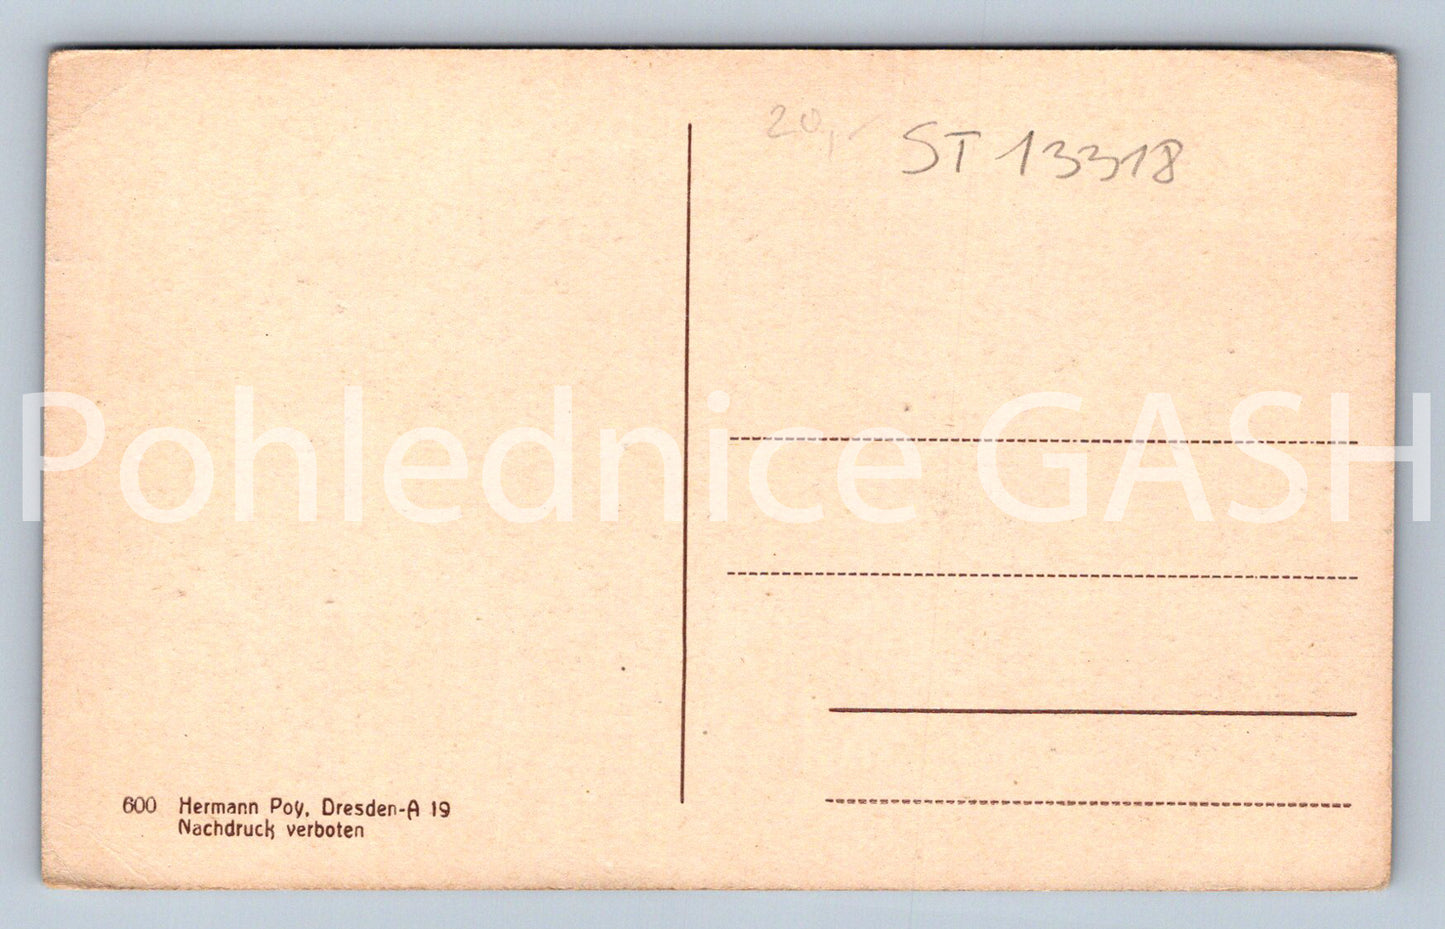 20,-
ST 13318
Pohlednice GASH
600 Hermann Poy, Dresden-A 19
Nachdruck verboten